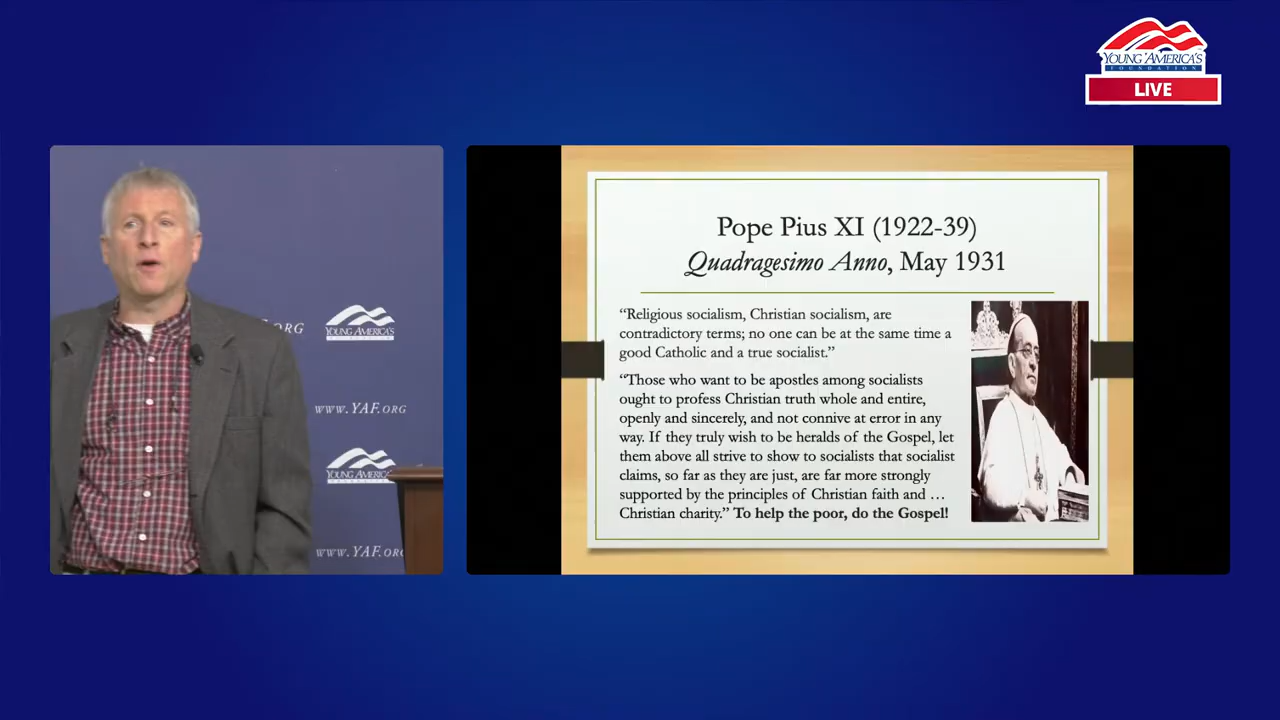 YOUNG AMERICA'S
FOUNDATION
LIVE
ORG
YOUNG AMERICA'S
www.YAF.ORG
YOUNG AMERICA'S
FOUNDATION
www.YAF.
Pope Pius XI (1922-39)
Quadragesimo Anno, May 1931
“Religious socialism, Christian socialism, are
contradictory terms; no one can be at the same time a
good Catholic and a true socialist.”
“Those who want to be apostles among socialists
ought to profess Christian truth whole and entire,
openly and sincerely, and not connive at error in any
way. If they truly wish to be heralds of the Gospel, let
them above all strive to show to socialists that socialist
claims, so far as they are just, are far more strongly
supported by the principles of Christian faith and …
Christian charity.” To help the poor, do the Gospel!